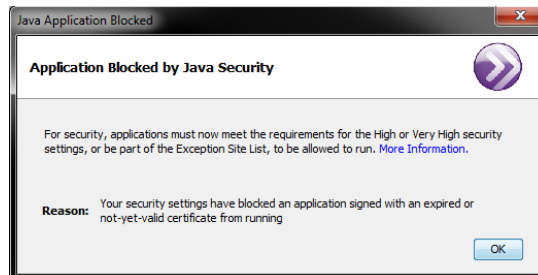 Java Application Blocked
Application Blocked by Java Security
For security, applications must now meet the requirements for the High or Very High security
settings, or be part of the Exception Site List, to be allowed to run. More Information.
Reason: Your security settings have blocked an application signed with an expired or
not-yet-valid certificate from running
OK